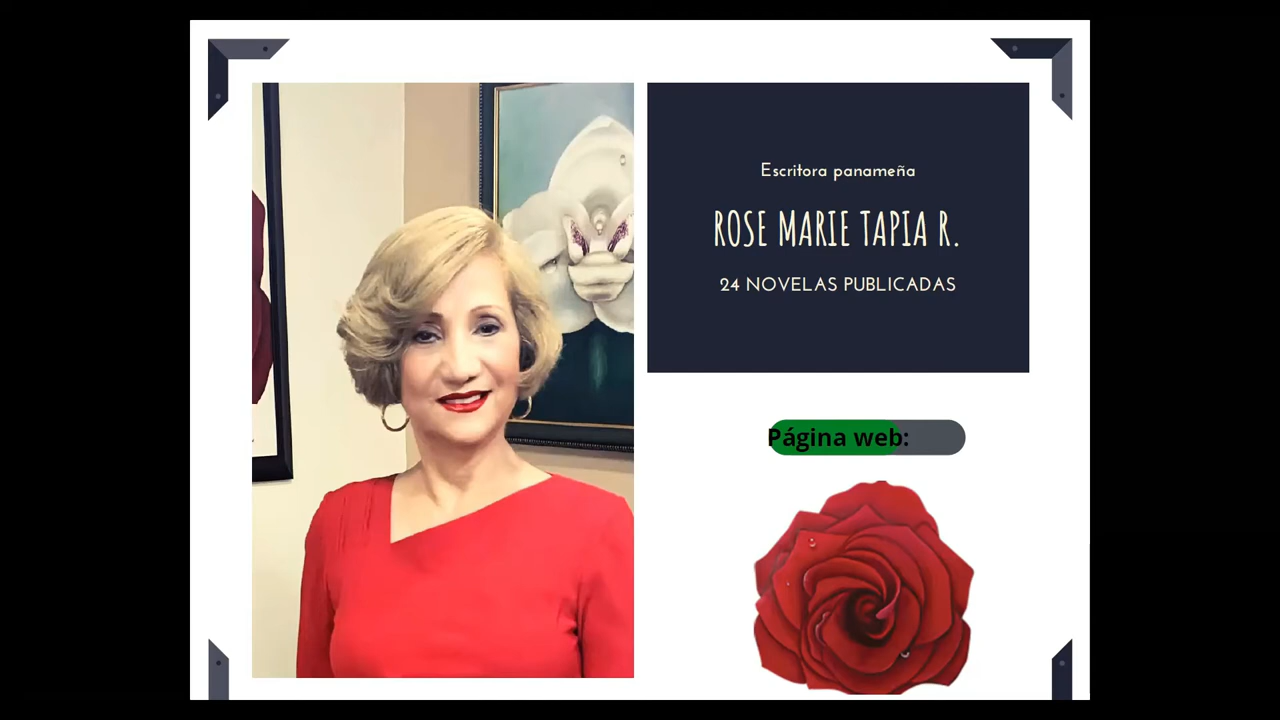 Escritora panameña
ROSE MARIE TAPIA R.
24 NOVELAS PUBLICADAS
Página web: